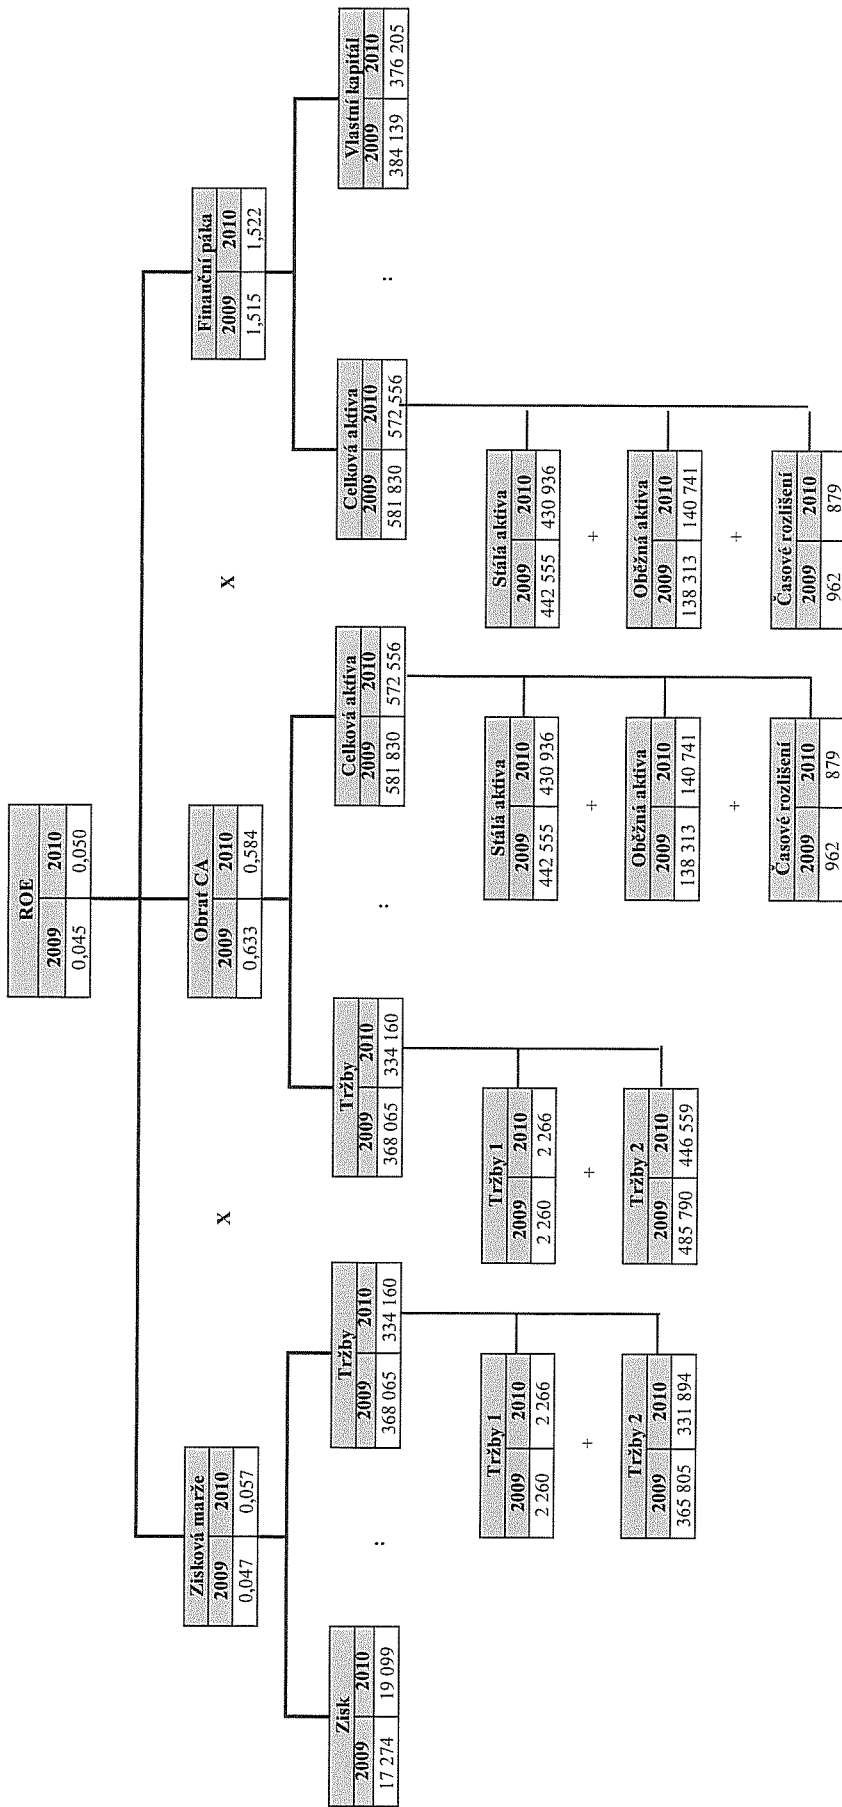 ROE
2009 2010
0,045 0,050
Zisková marže
2009 2010
0,047 0,057
X
Obrat CA
2009 2010
0,633 0,584
X
Finanční páka
2009 2010
1,515 1,522
Zisk
2009 2010
17 274 19 099
:
Tržby
2009 2010
368 065 334 160
Tržby
2009 2010
368 065 334 160
:
Celková aktiva
2009 2010
581 830 572 556
Celková aktiva
2009 2010
581 830 572 556
:
Vlastní kapitál
2009 2010
384 139 376 205
Tržby 1
2009 2010
2 260 2 266
+
Tržby 2
2009 2010
365 805 331 894
Tržby 1
2009 2010
2 260 2 266
+
Tržby 2
2009 2010
485 790 446 559
Stálá aktiva
2009 2010
442 555 430 936
+
Oběžná aktiva
2009 2010
138 313 140 741
+
Časové rozlišení
2009 2010
962 879
Stálá aktiva
2009 2010
442 555 430 936
+
Oběžná aktiva
2009 2010
138 313 140 741
+
Časové rozlišení
2009 2010
962 879